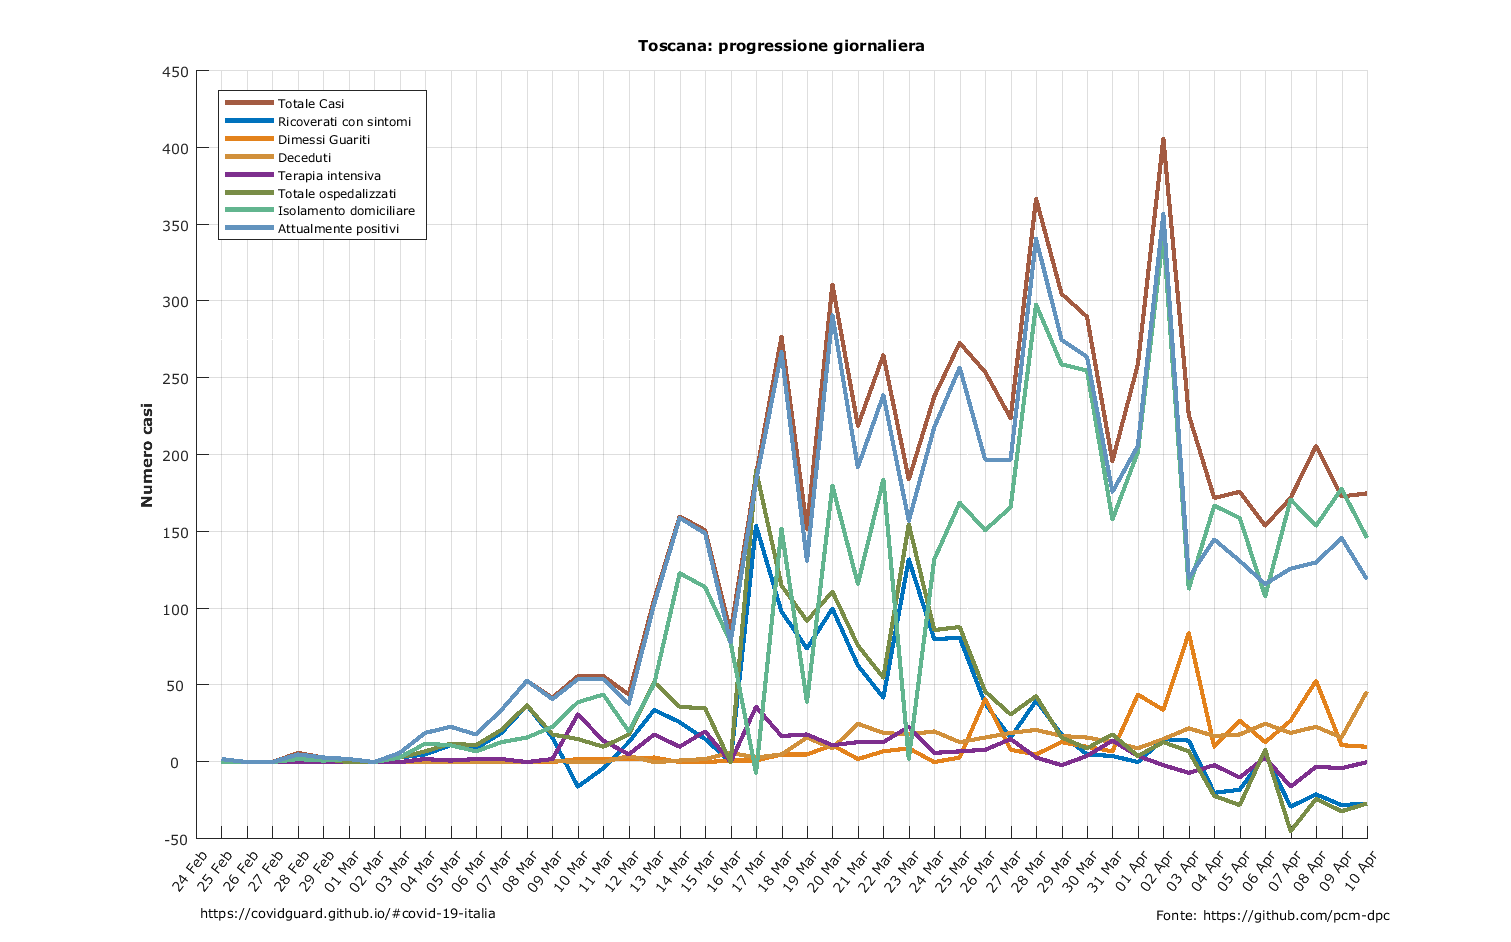 Toscana: progressione giornaliera
450
400
350
300
250
200
150
100
50
0
-50
Numero casi
Totale Casi
Ricoverati con sintomi
Dimessi Guariti
Deceduti
Terapia intensiva
Totale ospedalizzati
Isolamento domiciliare
Attualmente positivi
24 Feb
25 Feb
26 Feb
27 Feb
28 Feb
29 Feb
01 Mar
02 Mar
03 Mar
04 Mar
05 Mar
06 Mar
07 Mar
08 Mar
09 Mar
10 Mar
11 Mar
12 Mar
13 Mar
14 Mar
15 Mar
16 Mar
17 Mar
18 Mar
19 Mar
20 Mar
21 Mar
22 Mar
23 Mar
24 Mar
25 Mar
26 Mar
27 Mar
28 Mar
29 Mar
30 Mar
31 Mar
01 Apr
02 Apr
03 Apr
04 Apr
05 Apr
06 Apr
07 Apr
08 Apr
09 Apr
10 Apr
https://covidguard.github.io/#covid-19-italia
Fonte: https://github.com/pcm-dpc